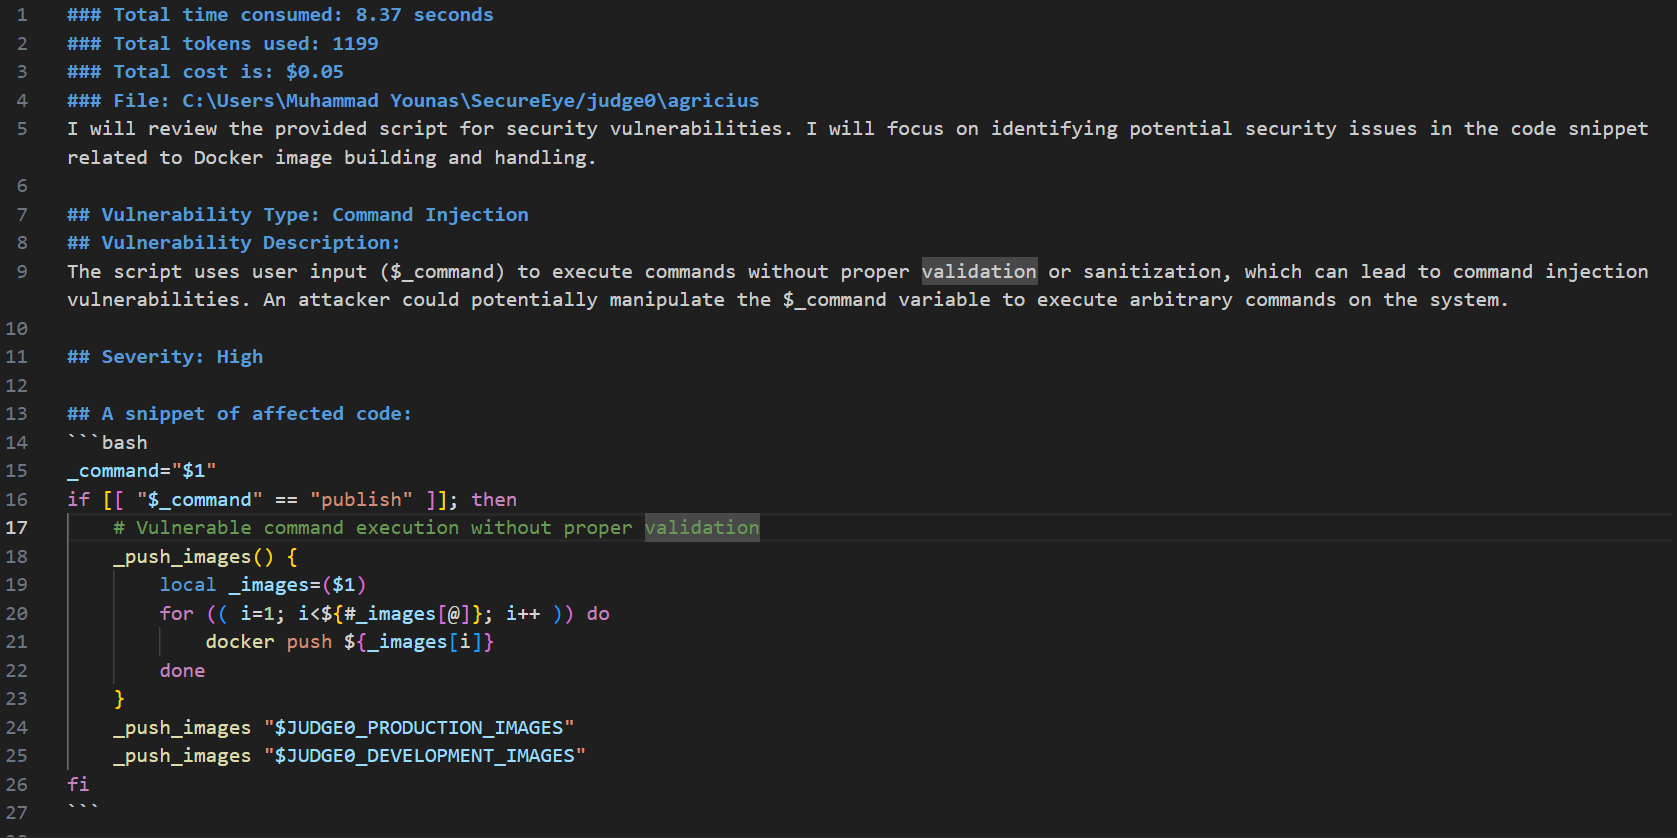 1 ### Total time consumed: 8.37 seconds
2 ### Total tokens used: 1199
3 ### Total cost is: $0.05
4 ### File: C:\Users\Muhammad Younas\SecureEye/judge0\agricius
5 I will review the provided script for security vulnerabilities. I will focus on identifying potential security issues in the code snippet
related to Docker image building and handling.
6
7 ## Vulnerability Type: Command Injection
8 ## Vulnerability Description:
9 The script uses user input ($_command) to execute commands without proper validation or sanitization, which can lead to command injection
vulnerabilities. An attacker could potentially manipulate the $_command variable to execute arbitrary commands on the system.
10
11 ## Severity: High
12
13 ## A snippet of affected code:
14 ```bash
15 _command="$1"
16 if [[ "$_command" == "publish" ]]; then
17     # Vulnerable command execution without proper validation
18     _push_images() {
19         local _images=($1)
20         for (( i=1; i<${#_images[@]}; i++ )) do
21             docker push ${_images[i]}
22         done
23     }
24     _push_images "$JUDGE0_PRODUCTION_IMAGES"
25     _push_images "$JUDGE0_DEVELOPMENT_IMAGES"
26 fi
27 ```